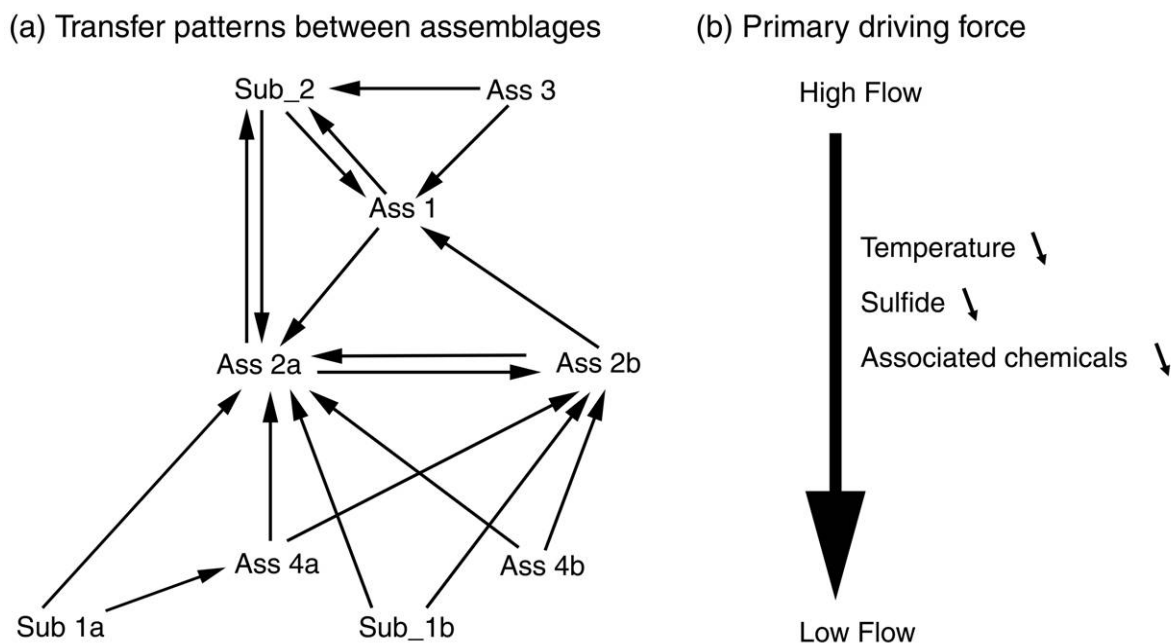 (a) Transfer patterns between assemblages
(b) Primary driving force
Sub_2
Ass 3
High Flow
Ass 1
Temperature
Sulfide
Associated chemicals
Ass 2a
Ass 2b
Ass 4a
Ass 4b
Sub 1a
Sub_1b
Low Flow